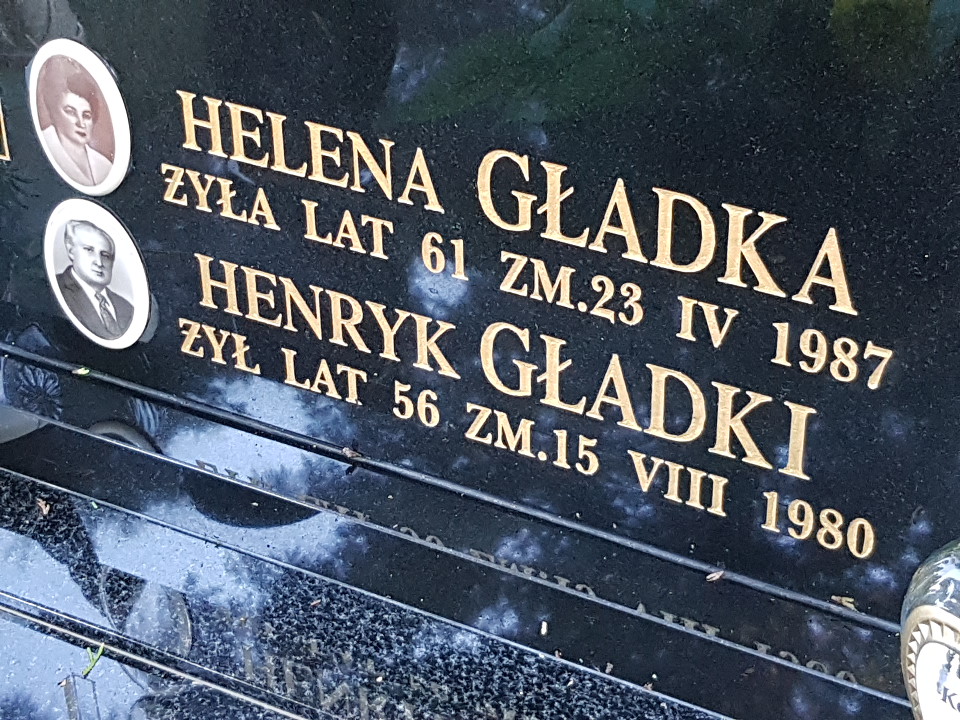 HELENA GŁADKA
ŻYŁA LAT 61 ZM.23 IV 1987
HENRYK GŁADKI
ŻYŁ LAT 56 ZM.15 VIII 1980